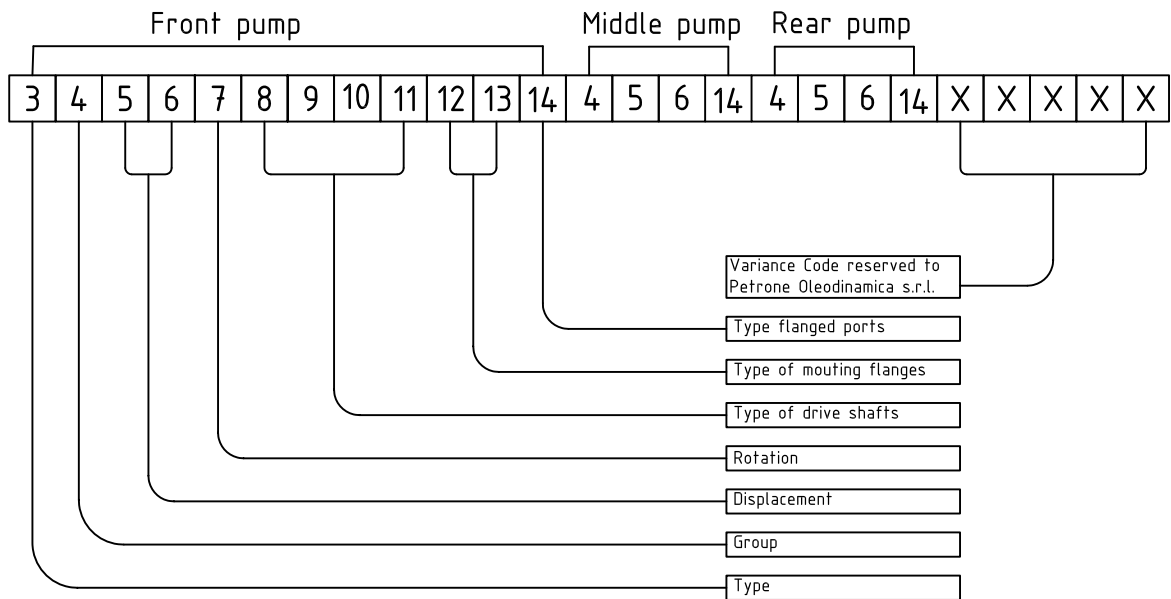 Front pump Middle pump Rear pump
3 4 5 6 7 8 9 10 11 12 13 14 4 5 6 14 4 5 6 14 X X X X X
Variance Code reserved to
Petrone Oleodinamica s.r.l.
Type flanged ports
Type of mouting flanges
Type of drive shafts
Rotation
Displacement
Group
Type